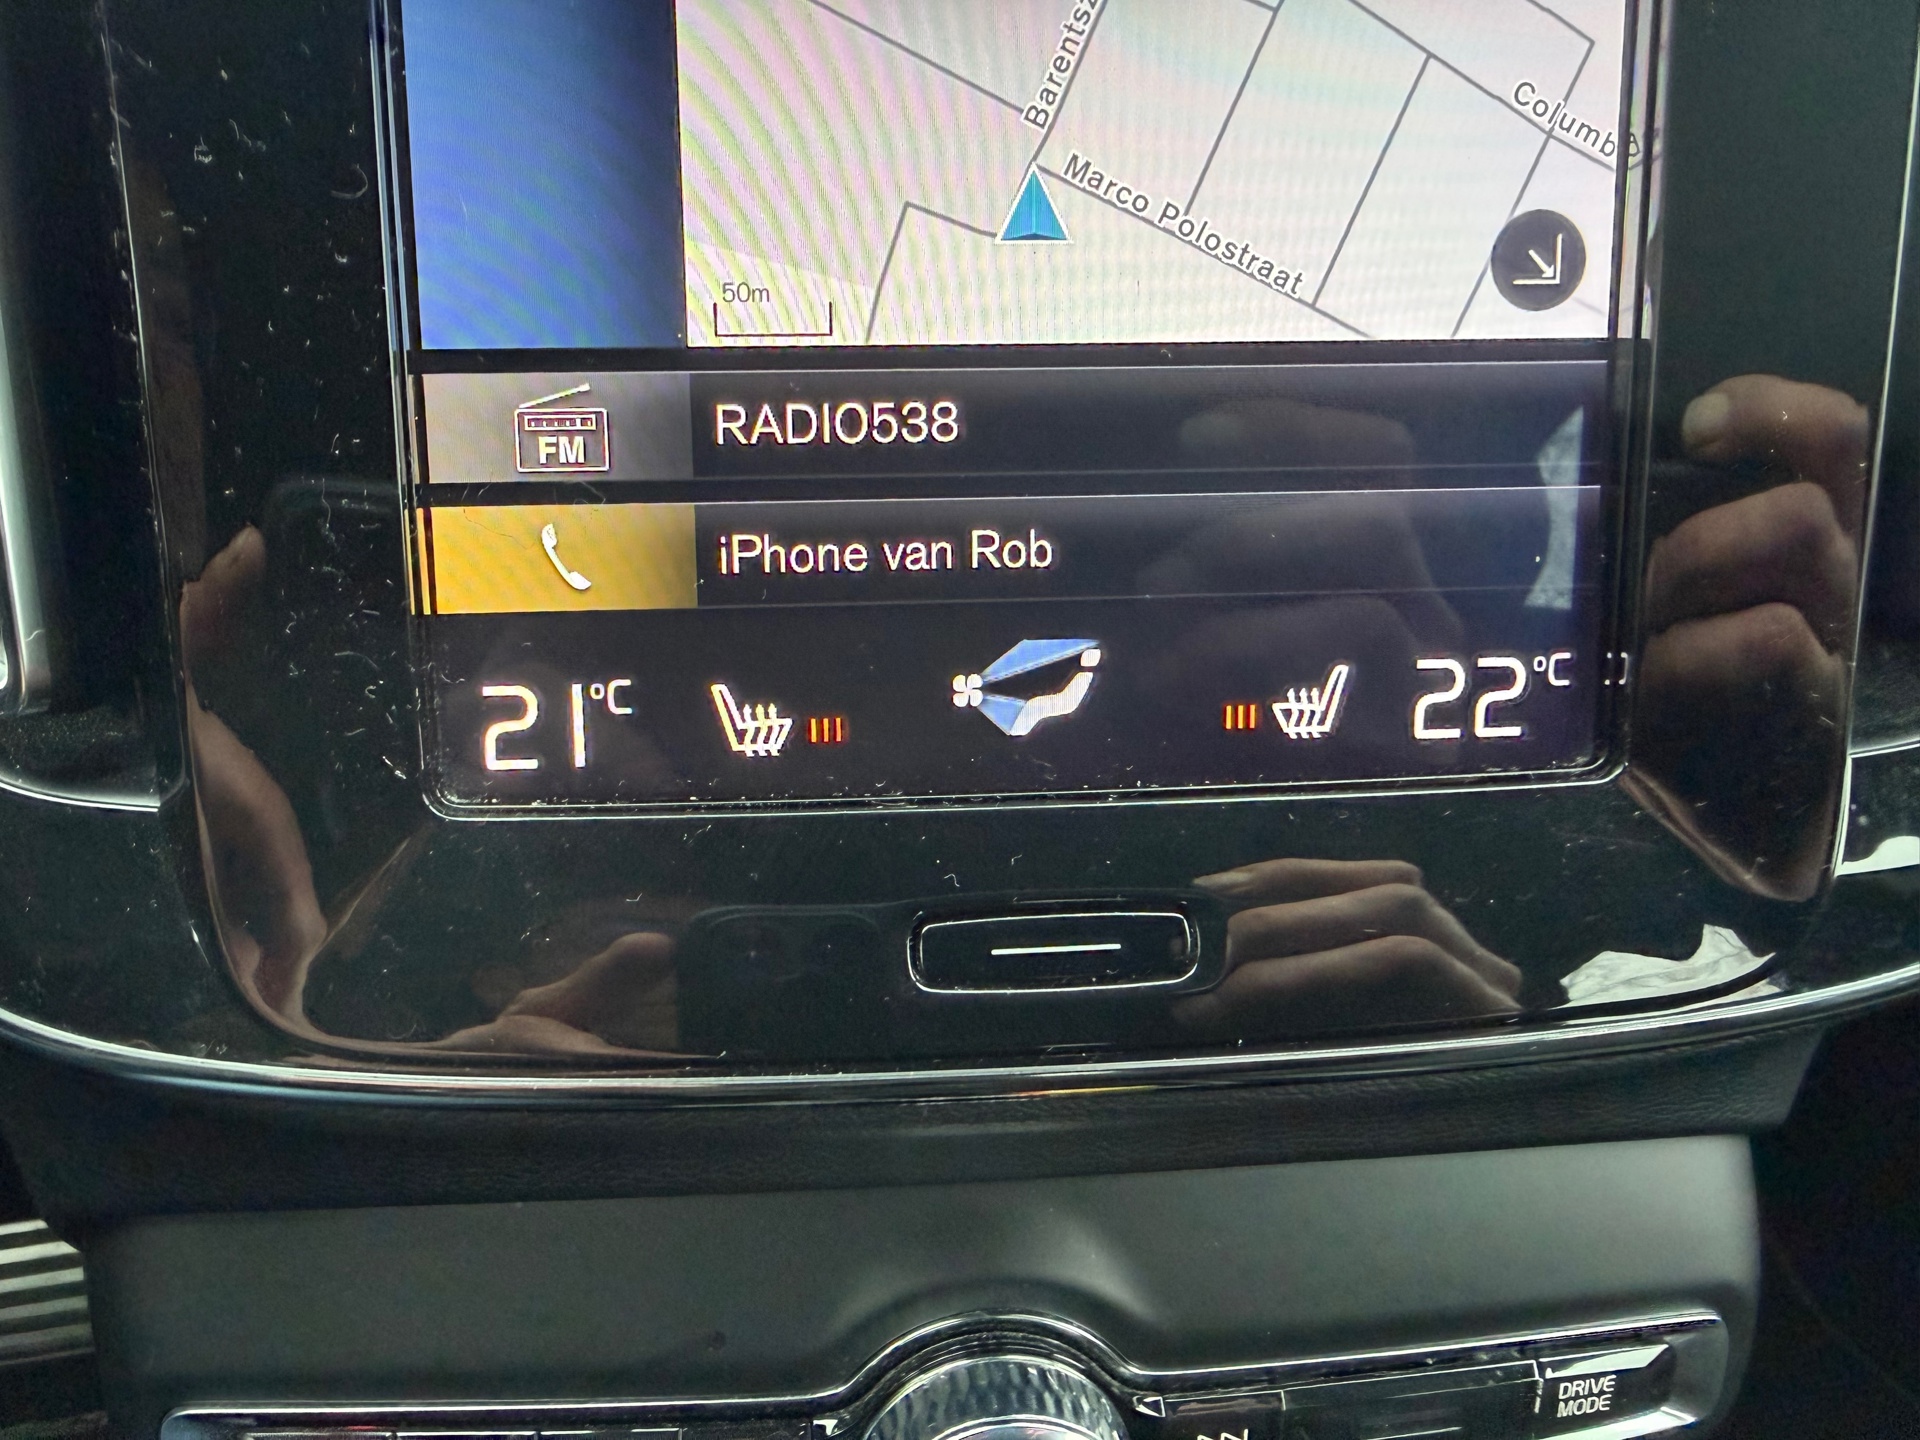 Barentsz
Columb
Marco Polostraat
50m
FM
RADIO538
iPhone van Rob
21°C
22°C
DRIVE
MODE